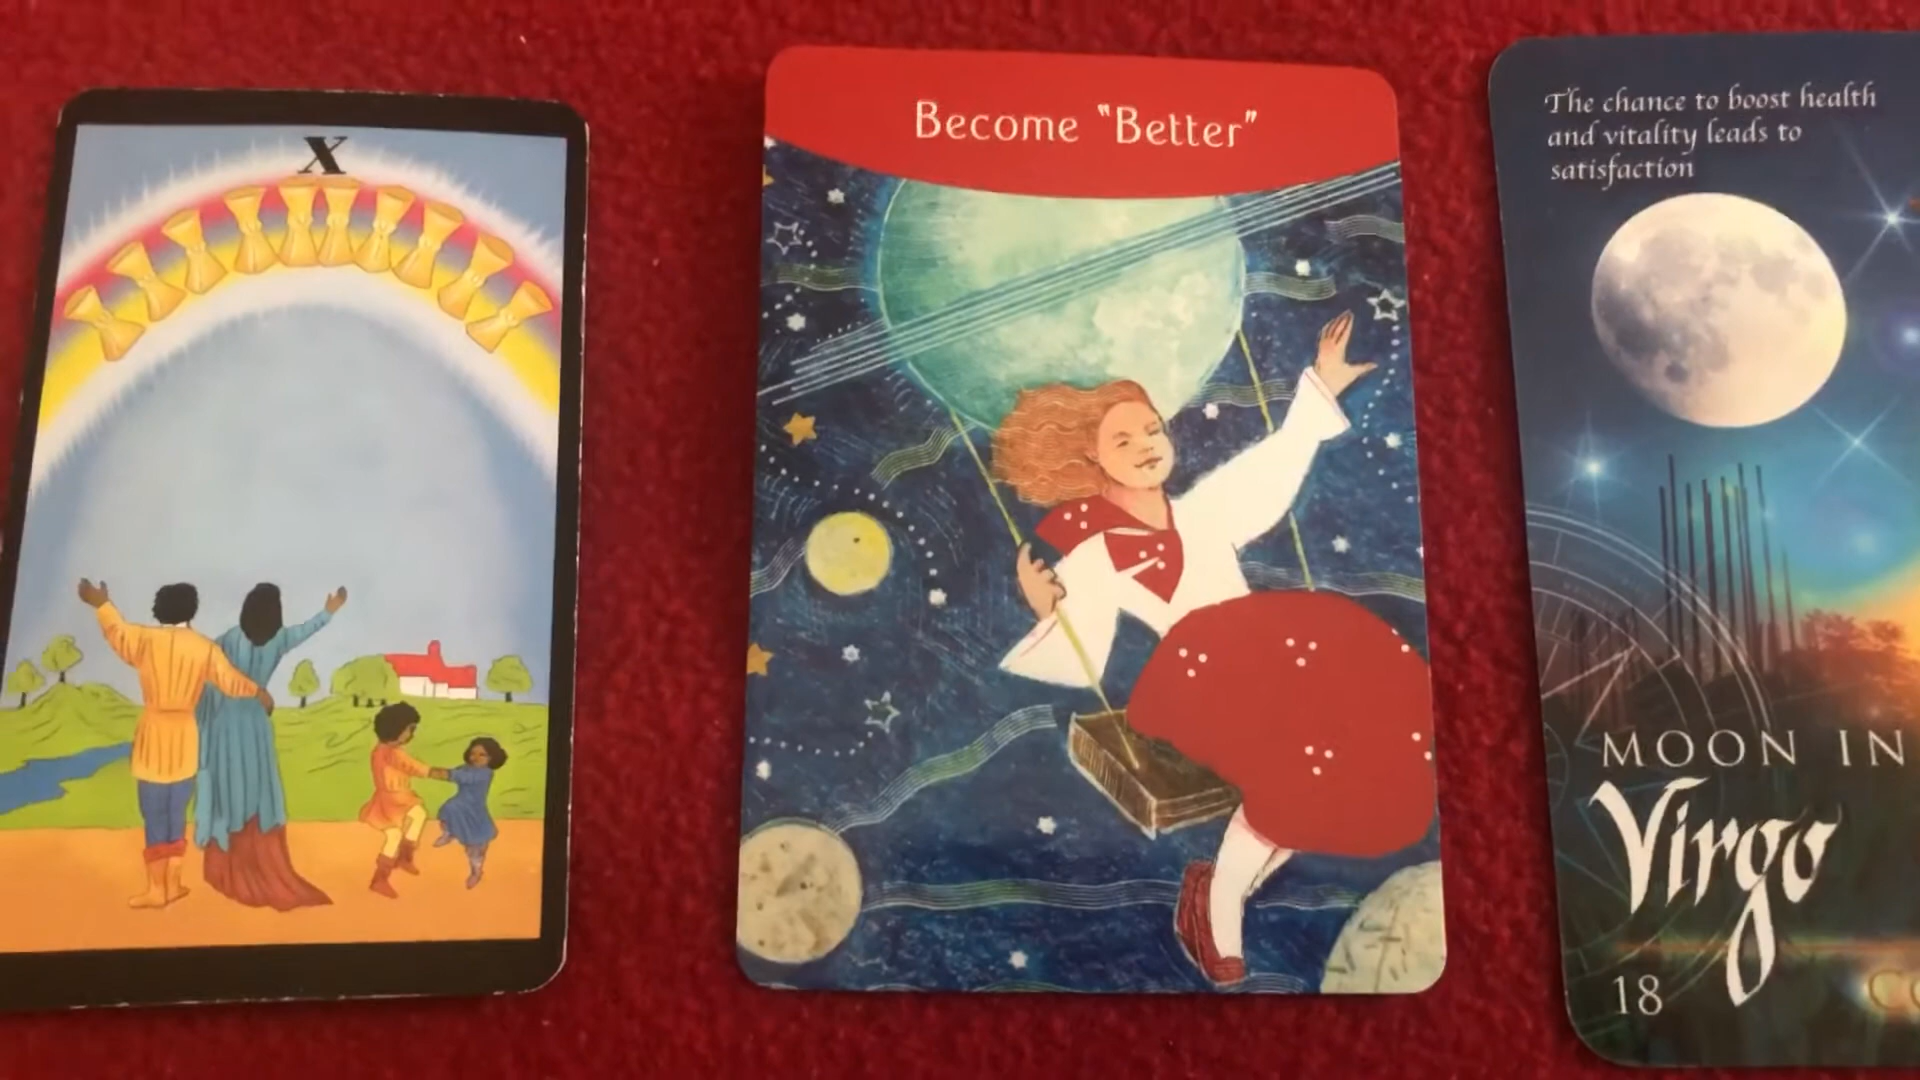 X
Become "Better"
The chance to boost health
and vitality leads to
satisfaction
MOON IN
Virgo
18